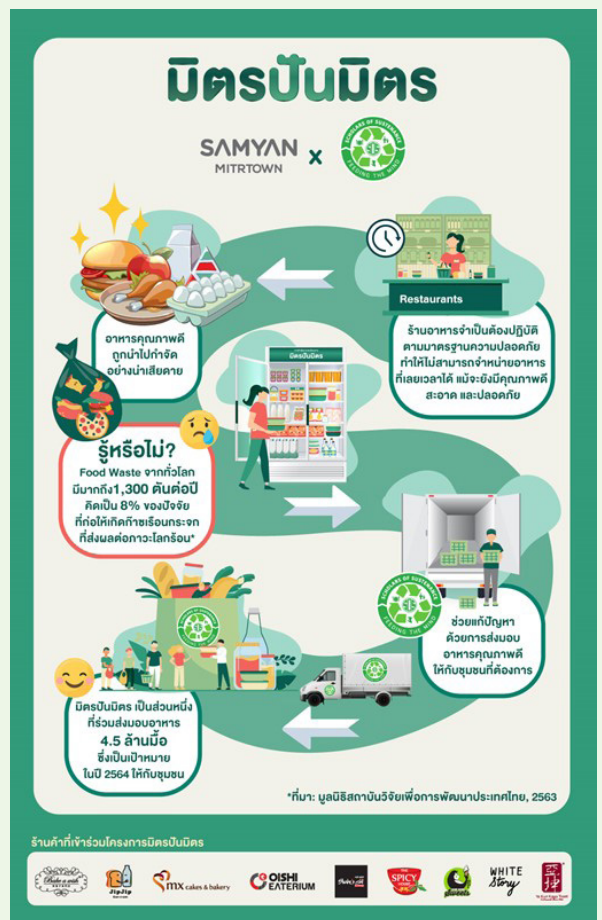 มิตรปันมิตร
SAMYAN
MITRTOWN
x
SCHOLARS OF SUSTENANCE
FEEDING THE MIND
Restaurants
ร้านอาหารจำเป็นต้องปฏิบัติ
ตามมาตรฐานความปลอดภัย
ทำให้ไม่สามารถจำหน่ายอาหาร
ที่เลยเวลาได้ แม้จะยังมีคุณภาพดี
สะอาด และปลอดภัย
อาหารคุณภาพดี
ถูกนำไปกำจัด
อย่างน่าเสียดาย
มิตรปันมิตร
รู้หรือไม่?
Food Waste จากทั่วโลก
มีมากถึง1,300 ตันต่อปี
คิดเป็น 8% ของปัจจัย
ที่ก่อให้เกิดก๊าซเรือนกระจก
ที่ส่งผลต่อภาวะโลกร้อน*
SCHOLARS OF SUSTENANCE
FEEDING THE MIND
ช่วยแก้ปัญหา
ด้วยการส่งมอบ
อาหารคุณภาพดี
ให้กับชุมชนที่ต้องการ
มิตรปันมิตร เป็นส่วนหนึ่ง
ที่ร่วมส่งมอบอาหาร
4.5 ล้านมื้อ
ซึ่งเป็นเป้าหมาย
ในปี 2564 ให้กับชุมชน
*ที่มา: มูลนิธิสถาบันวิจัยเพื่อการพัฒนาประเทศไทย, 2563
ร้านค้าที่เข้าร่วมโครงการมิตรปันมิตร
Bake a wish
JipJip
mx cakes & bakery
OISHI
EATERIUM
THE
SPICY
sweets
WHITE
Story